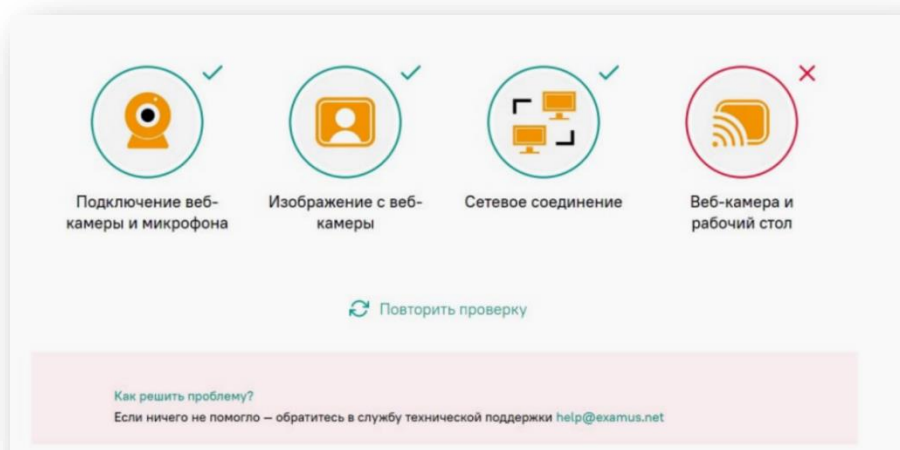 Подключение веб-
камеры и микрофона
Изображение с веб-
камеры
Сетевое соединение
Веб-камера и
рабочий стол
Повторить проверку
Как решить проблему?
Если ничего не помогло – обратитесь в службу технической поддержки help@examus.net